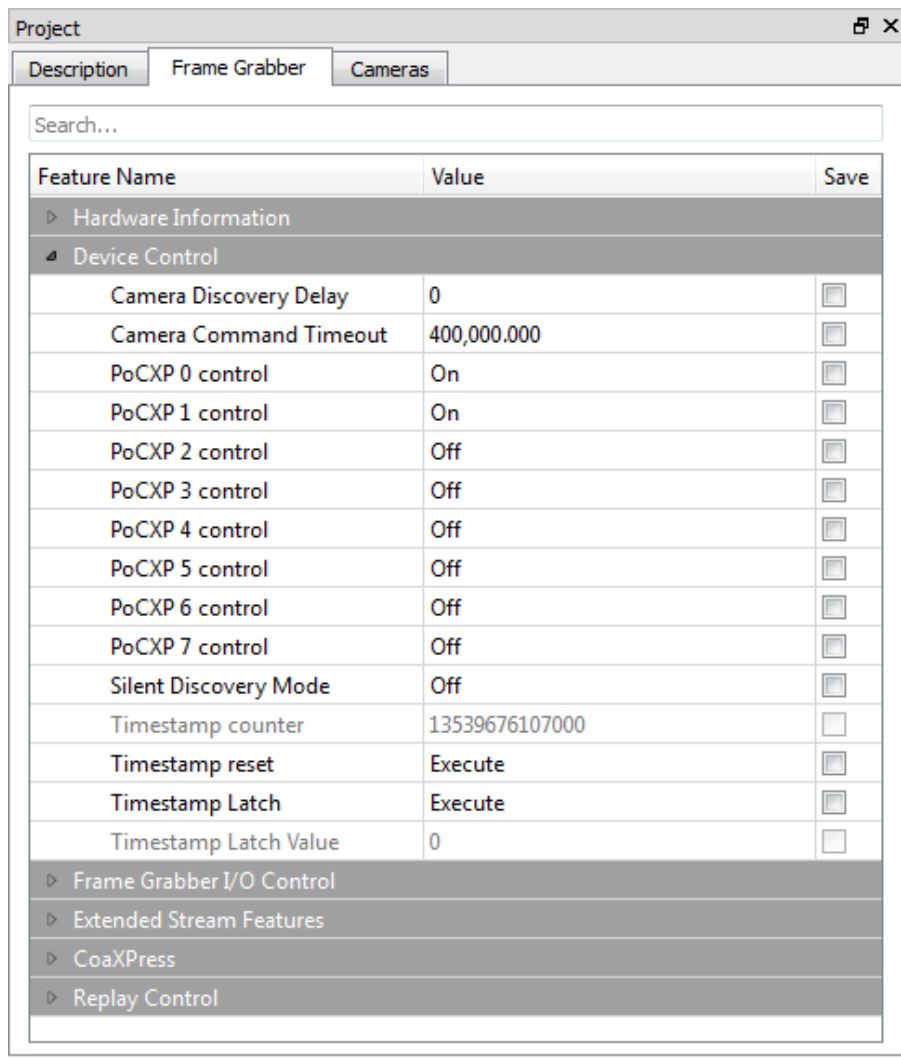 Project
Description Frame Grabber Cameras
Search...
Feature Name Value Save
Hardware Information
Device Control
Camera Discovery Delay 0
Camera Command Timeout 400,000.000
PoCXP 0 control On
PoCXP 1 control On
PoCXP 2 control Off
PoCXP 3 control Off
PoCXP 4 control Off
PoCXP 5 control Off
PoCXP 6 control Off
PoCXP 7 control Off
Silent Discovery Mode Off
Timestamp counter 13539676107000
Timestamp reset Execute
Timestamp Latch Execute
Timestamp Latch Value 0
Frame Grabber I/O Control
Extended Stream Features
CoaXPress
Replay Control